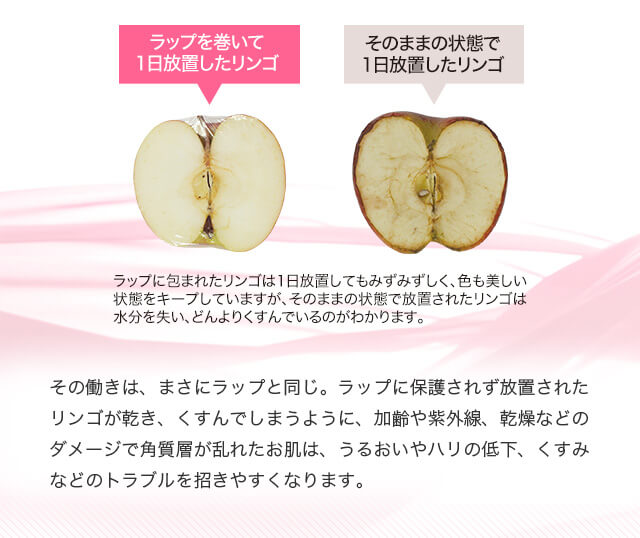 ラップを巻いて
1日放置したリンゴ
そのままの状態で
1日放置したリンゴ
ラップに包まれたリンゴは1日放置してもみずみずしく、色も美しい
状態をキープしていますが、そのままの状態で放置されたリンゴは
水分を失い、どんよりくすんでいるのがわかります。
その働きは、まさにラップと同じ。ラップに保護されず放置された
リンゴが乾き、くすんでしまうように、加齢や紫外線、乾燥などの
ダメージで角質層が乱れたお肌は、うるおいやハリの低下、くすみ
などのトラブルを招きやすくなります。